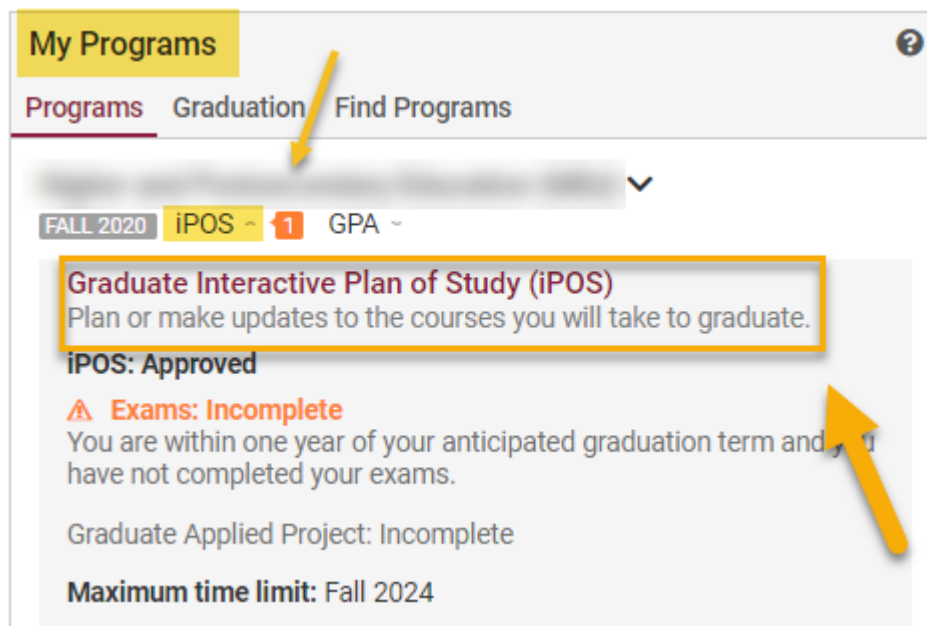 My Programs
Programs Graduation Find Programs
FALL 2020 iPOS 1 GPA
Graduate Interactive Plan of Study (iPOS)
Plan or make updates to the courses you will take to graduate.
iPOS: Approved
Exams: Incomplete
You are within one year of your anticipated graduation term and you
have not completed your exams.
Graduate Applied Project: Incomplete
Maximum time limit: Fall 2024